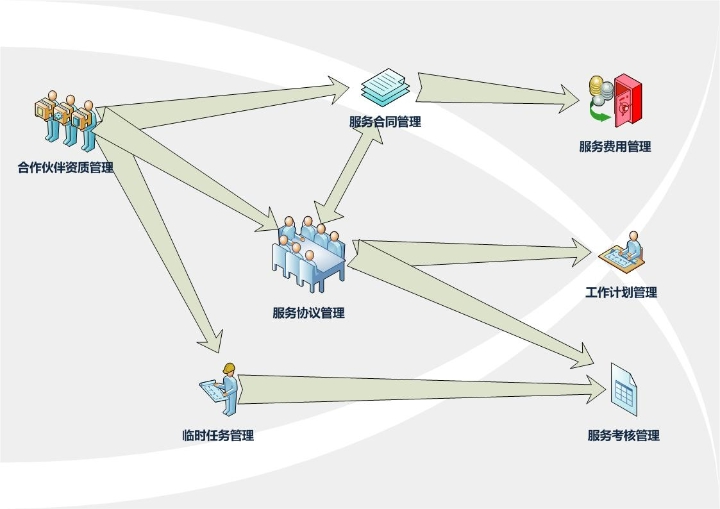 服务合同管理
服务费用管理
合作伙伴资质管理
工作计划管理
服务协议管理
临时任务管理
服务考核管理